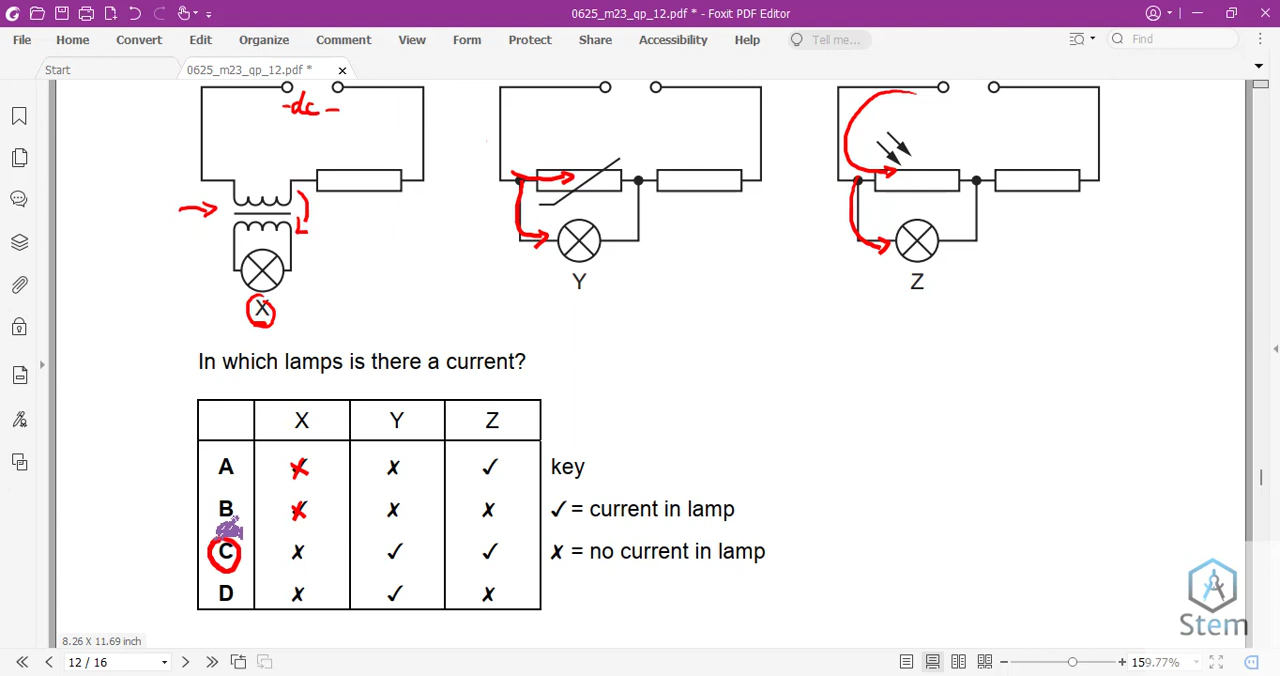 0625_m23_qp_12.pdf * - Foxit PDF Editor
File Home Convert Edit Organize Comment View Form Protect Share Accessibility Help Tell me... Find
Start 0625_m23_qp_12.pdf *
-dc-
L
X
Y
Z
In which lamps is there a current?
X Y Z
A ✓ ✗ ✓ key
B ✓ ✗ ✗ ✓ = current in lamp
C ✗ ✓ ✓ ✗ = no current in lamp
D ✗ ✓ ✗
Stem
8.26 X 11.69 inch
12 / 16 159.77%